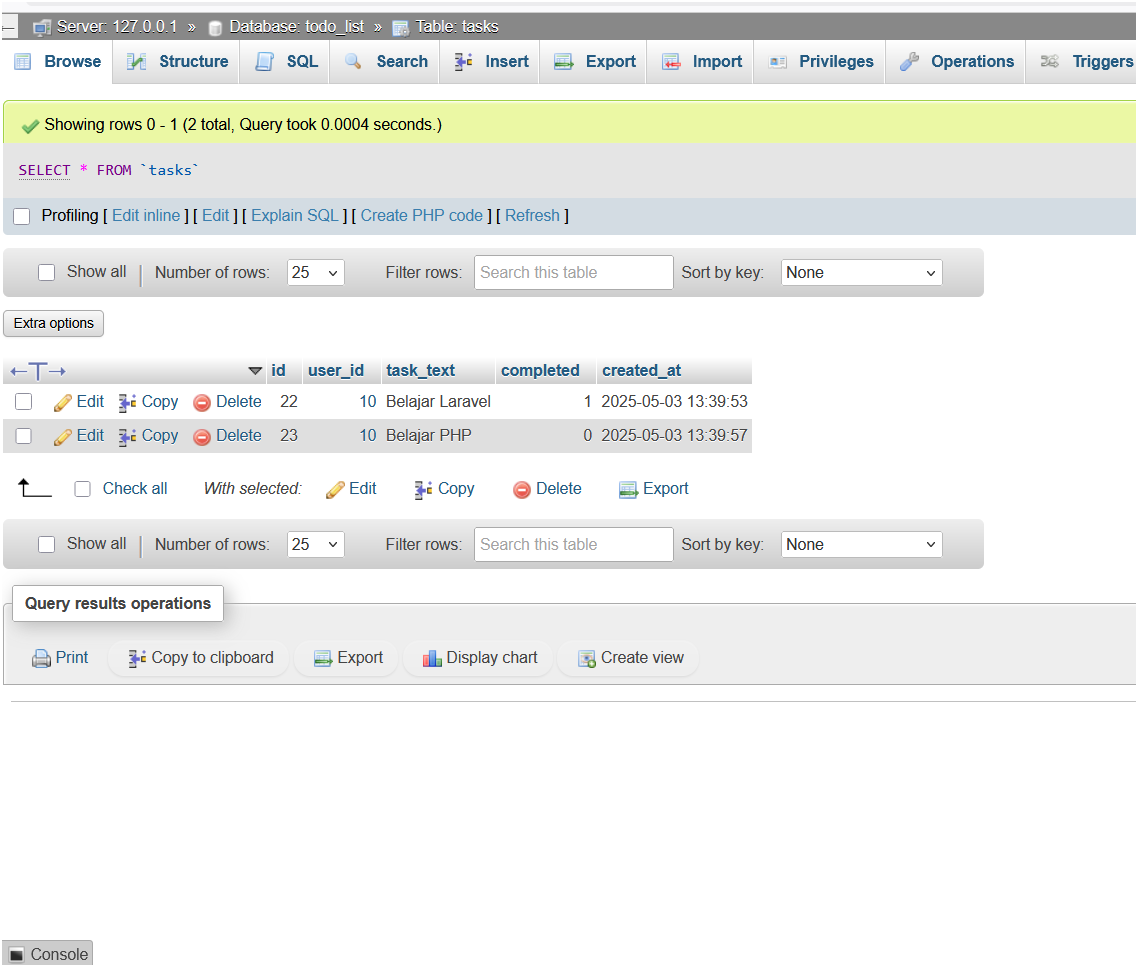 Server: 127.0.0.1 » Database: todo_list » Table: tasks
Browse Structure SQL Search Insert Export Import Privileges Operations Triggers
Showing rows 0 - 1 (2 total, Query took 0.0004 seconds.)
SELECT * FROM `tasks`
Profiling [ Edit inline ] [ Edit ] [ Explain SQL ] [ Create PHP code ] [ Refresh ]
Show all | Number of rows: 25 Filter rows: Search this table Sort by key: None
Extra options
←T→ id user_id task_text completed created_at
Edit Copy Delete 22 10 Belajar Laravel 1 2025-05-03 13:39:53
Edit Copy Delete 23 10 Belajar PHP 0 2025-05-03 13:39:57
Check all With selected: Edit Copy Delete Export
Show all | Number of rows: 25 Filter rows: Search this table Sort by key: None
Query results operations
Print Copy to clipboard Export Display chart Create view
Console